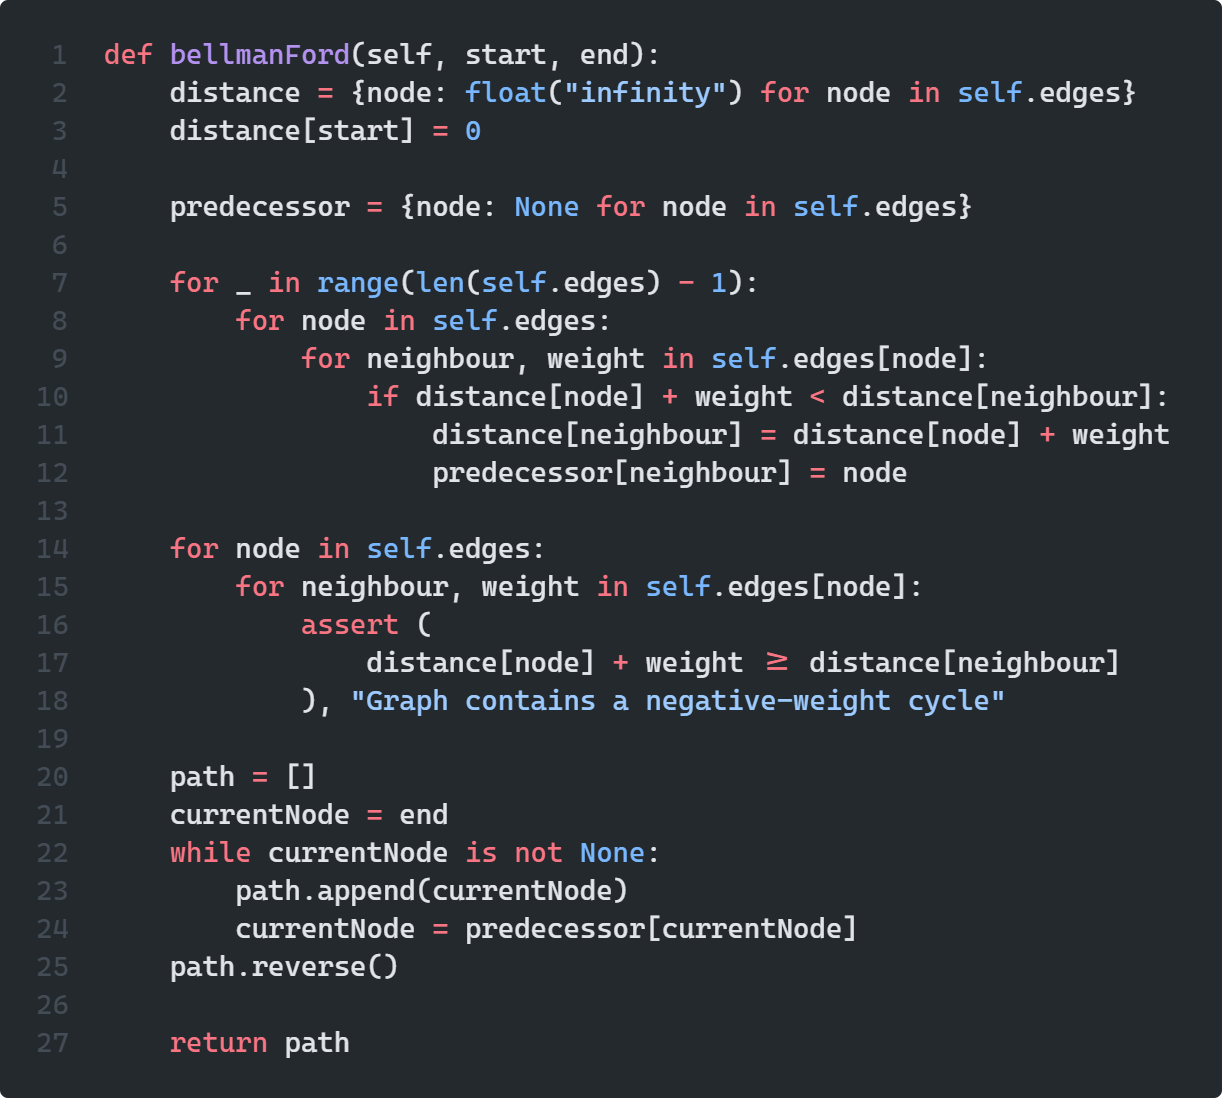 1 def bellmanFord(self, start, end):
2     distance = {node: float("infinity") for node in self.edges}
3     distance[start] = 0
4
5     predecessor = {node: None for node in self.edges}
6
7     for _ in range(len(self.edges) - 1):
8         for node in self.edges:
9             for neighbour, weight in self.edges[node]:
10                 if distance[node] + weight < distance[neighbour]:
11                     distance[neighbour] = distance[node] + weight
12                     predecessor[neighbour] = node
13
14     for node in self.edges:
15         for neighbour, weight in self.edges[node]:
16             assert (
17                 distance[node] + weight ≥ distance[neighbour]
18             ), "Graph contains a negative-weight cycle"
19
20     path = []
21     currentNode = end
22     while currentNode is not None:
23         path.append(currentNode)
24         currentNode = predecessor[currentNode]
25     path.reverse()
26
27     return path